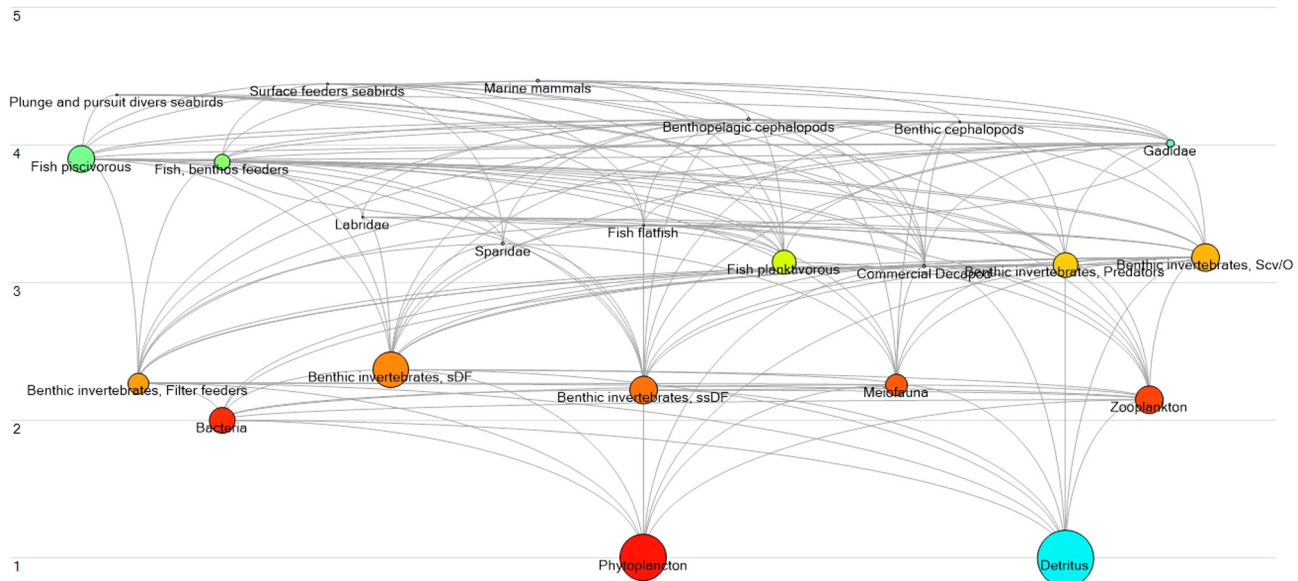 5
Plunge and pursuit divers seabirds
Surface feeders seabirds
Marine mammals
Benthopelagic cephalopods
Benthic cephalopods
4
Fish piscivorous
Fish, benthos feeders
Gadidae
Labridae
Sparidae
Fish flatfish
Fish planktivorous
Commercial Decapod
Benthic invertebrates, Predators
Benthic invertebrates, Scv/O
3
Benthic invertebrates, Filter feeders
Benthic invertebrates, sDF
Benthic invertebrates, ssDF
Meiofauna
Zooplankton
2
Bacteria
1
Phytoplancton
Detritus